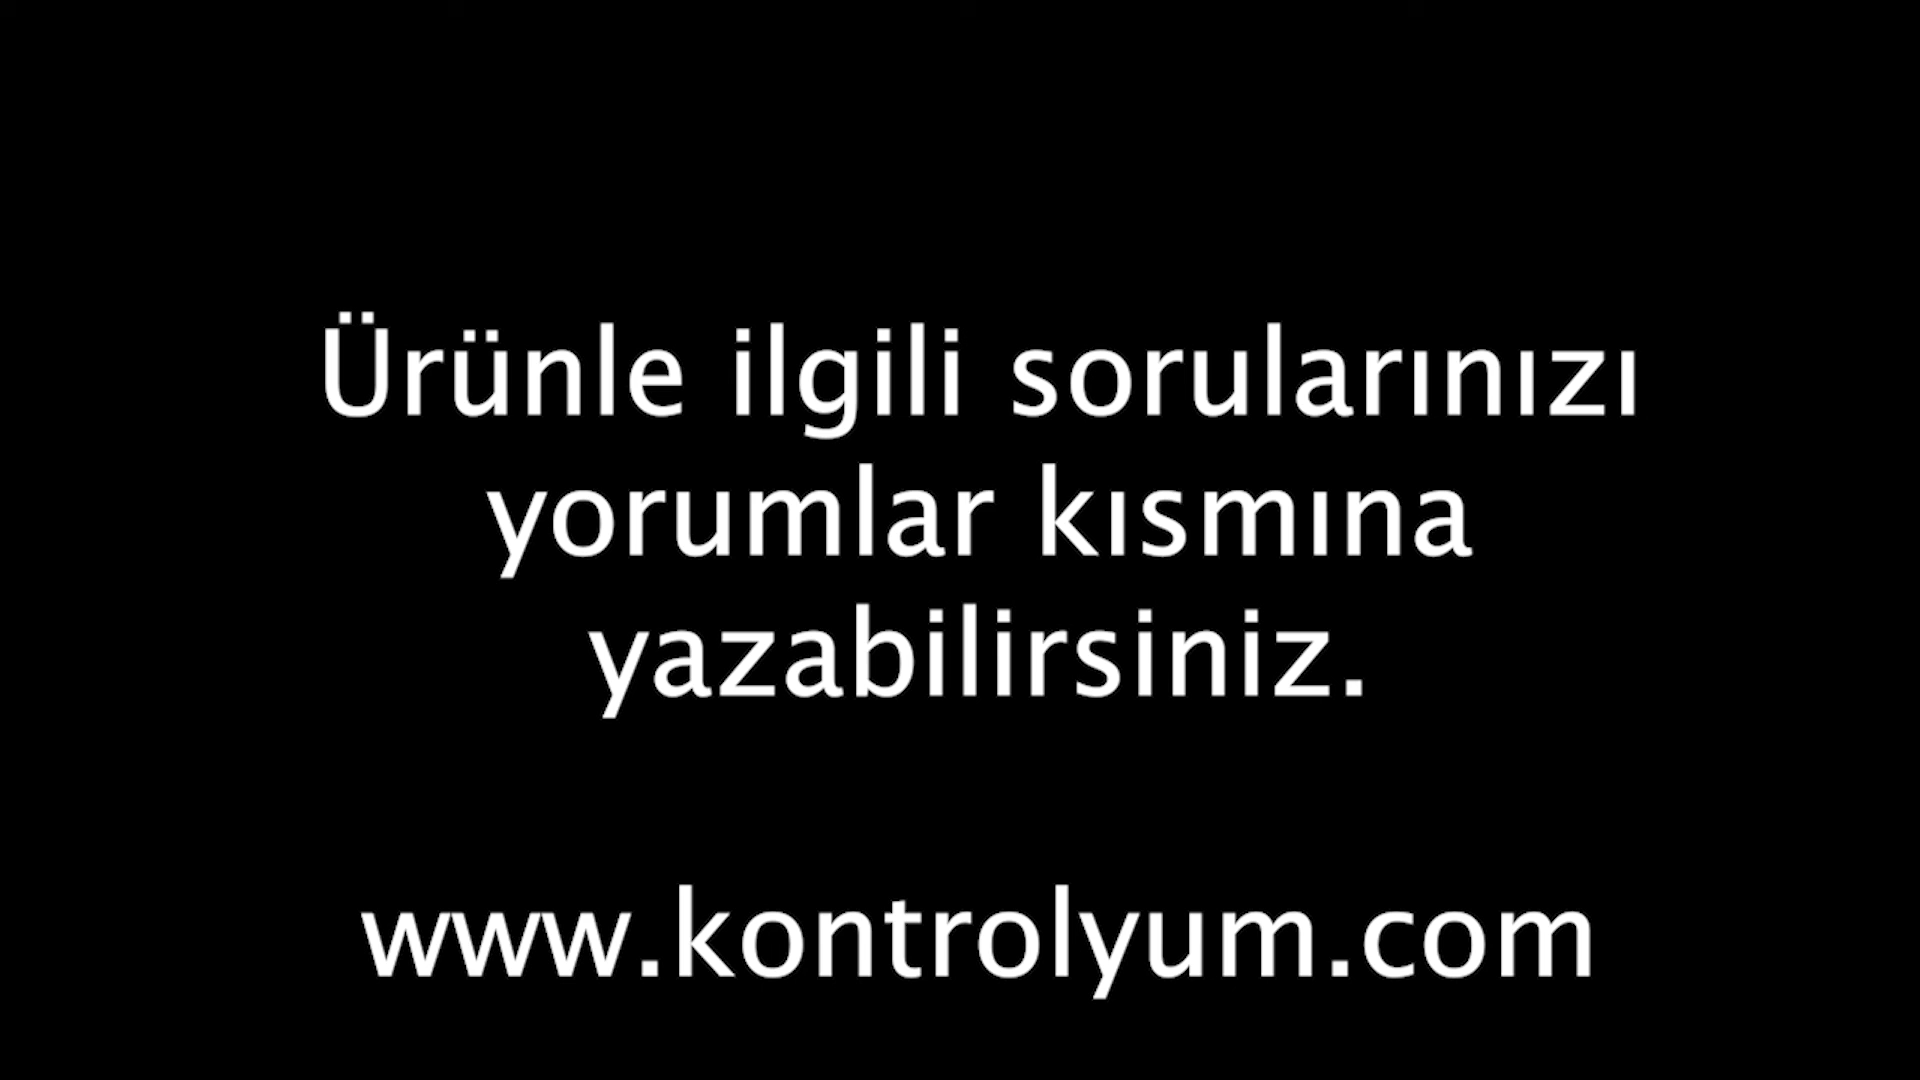 Ürünle ilgili sorularınızı
yorumlar kısmına
yazabilirsiniz.
www.kontrolyum.com